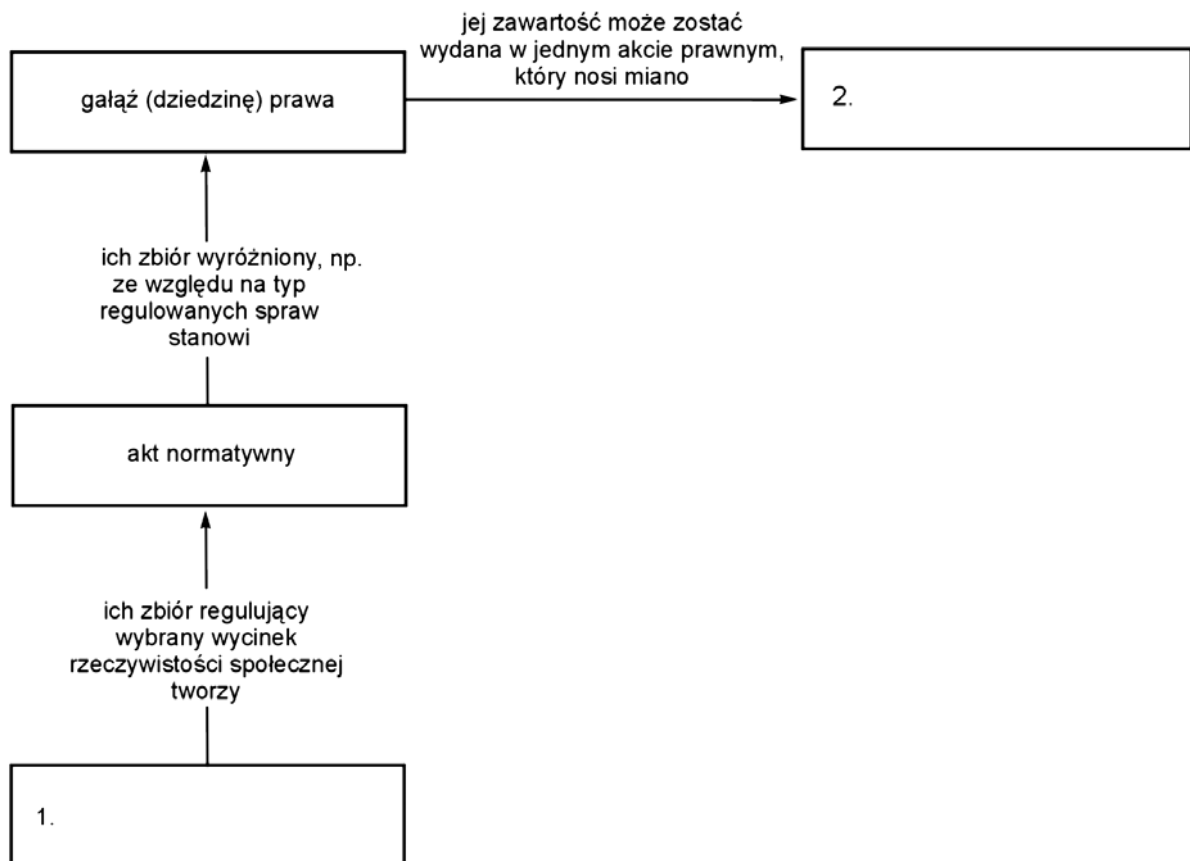 jej zawartość może zostać
wydana w jednym akcie prawnym,
który nosi miano
gałąź (dziedzinę) prawa
2.
ich zbiór wyróżniony, np.
ze względu na typ
regulowanych spraw
stanowi
akt normatywny
ich zbiór regulujący
wybrany wycinek
rzeczywistości społecznej
tworzy
1.